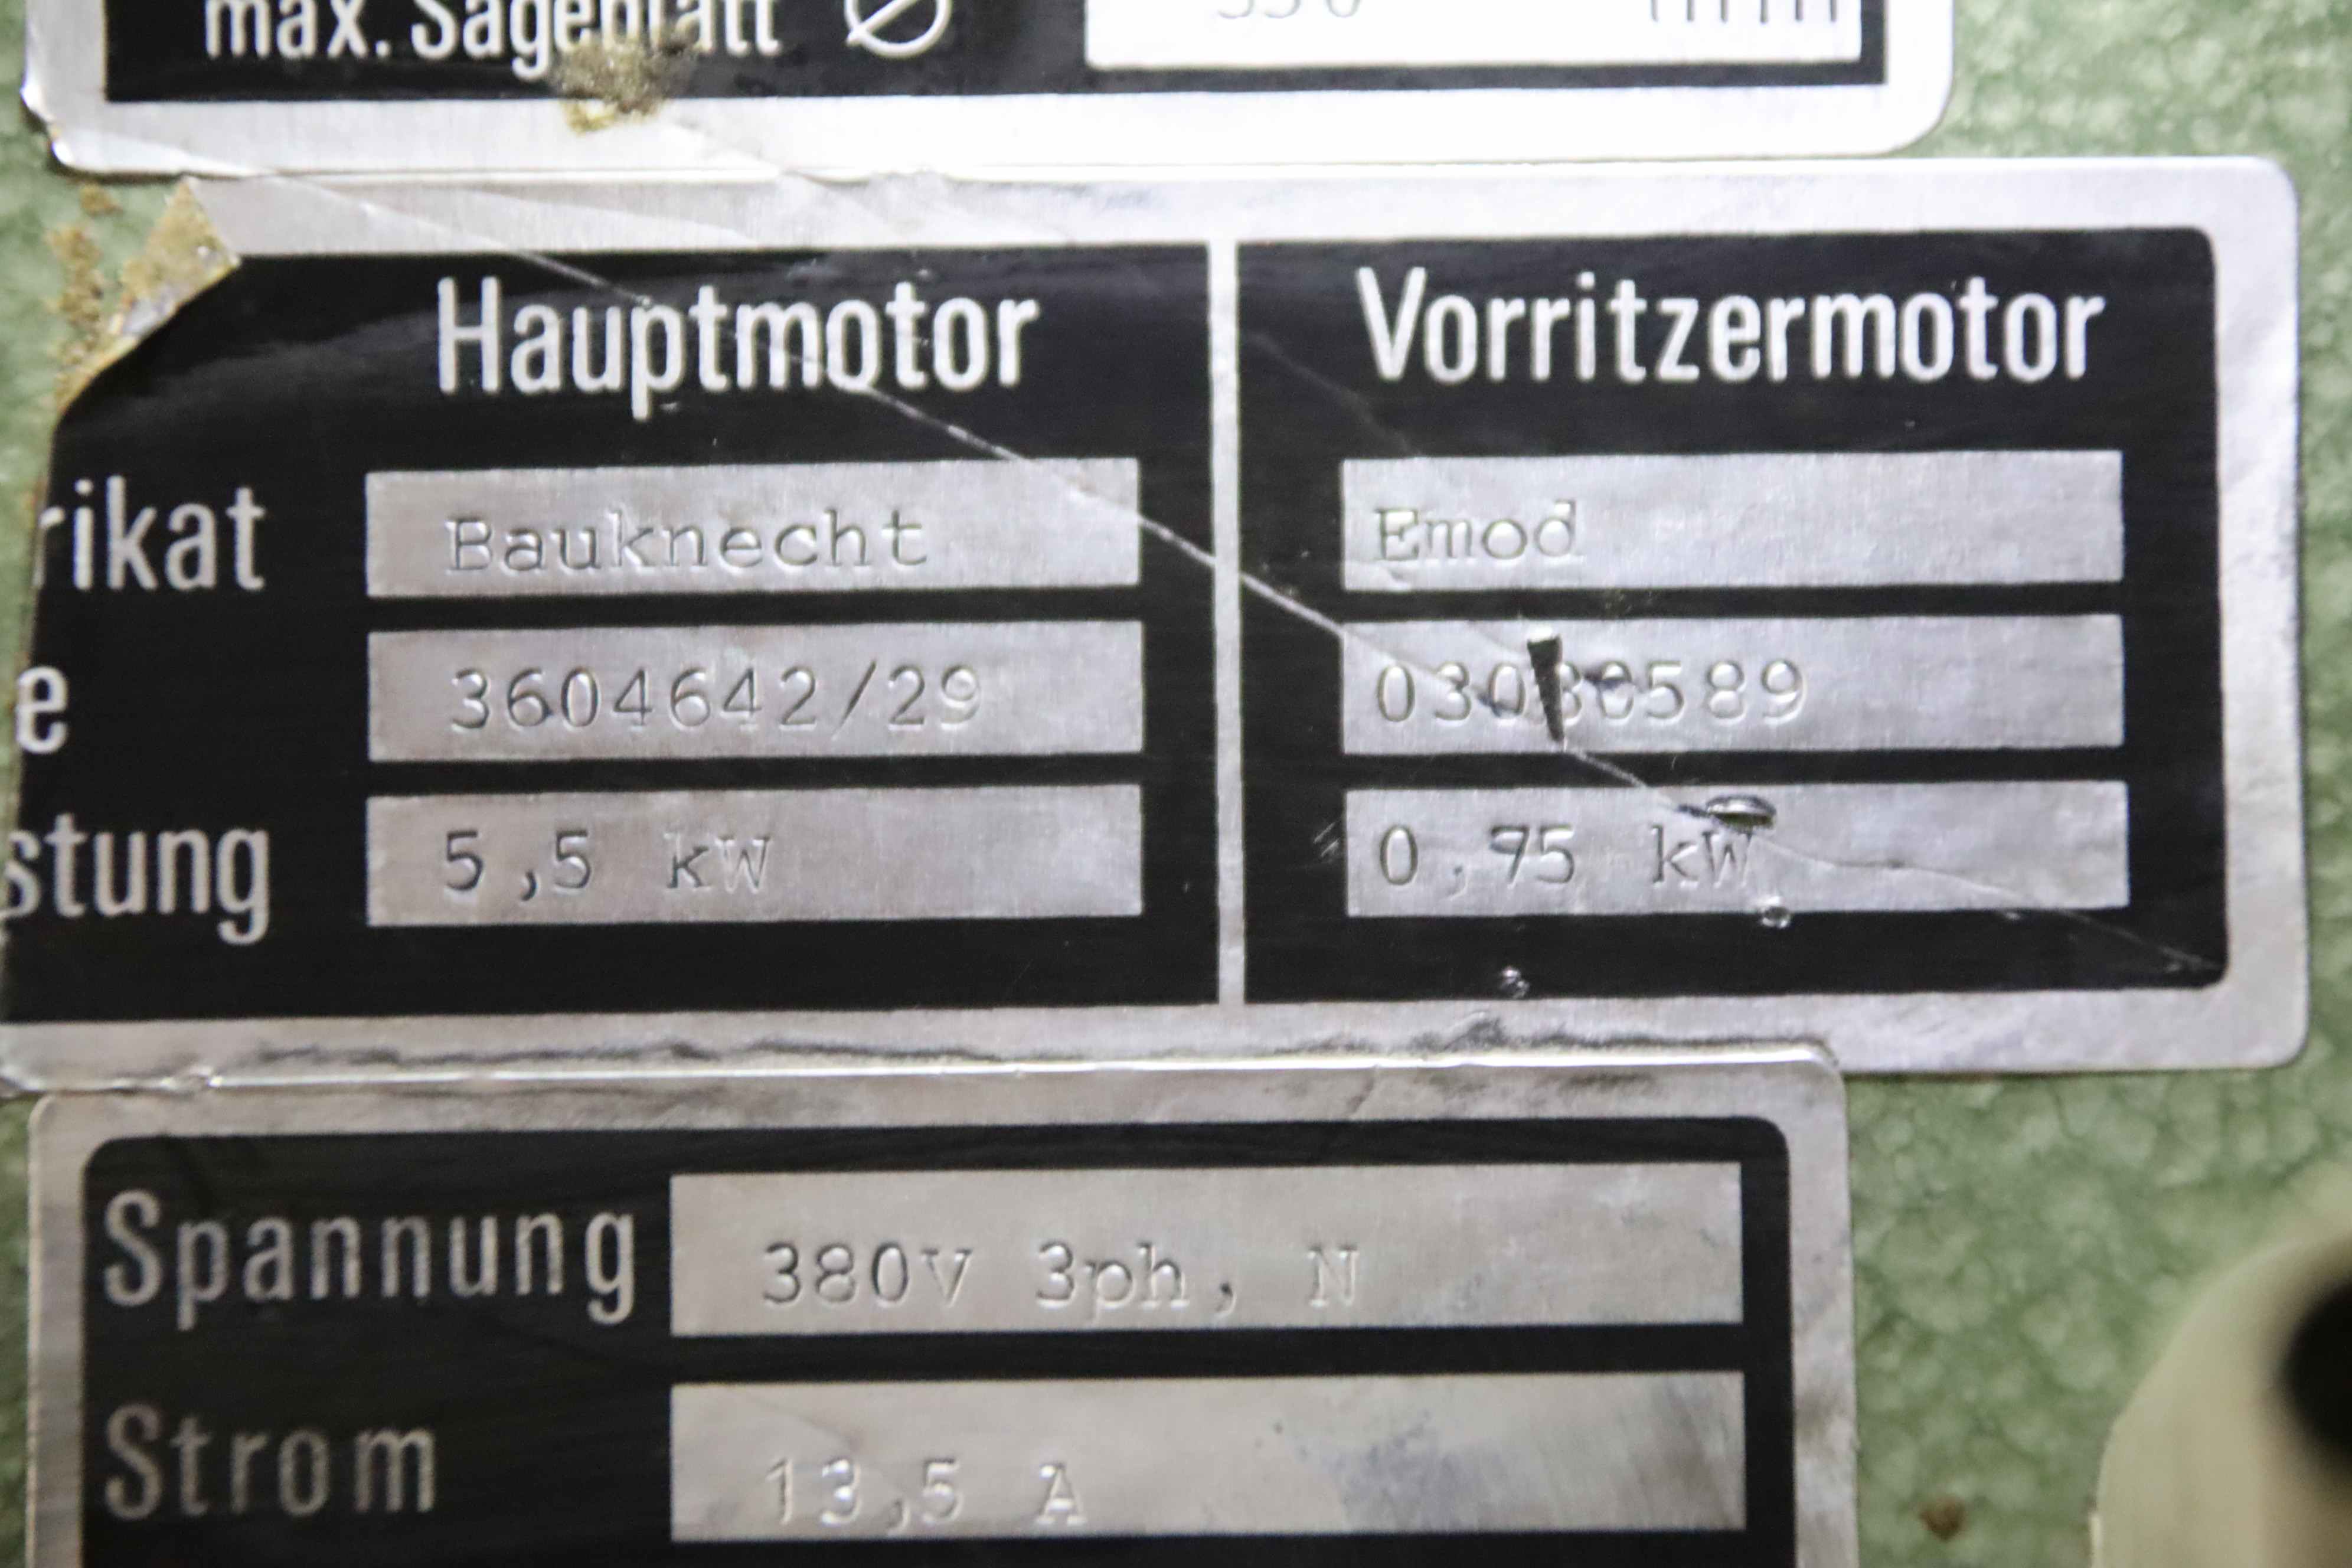 max. Sägeblatt Ø mm
Hauptmotor Vorritzermotor
rikat Bauknecht Emod
e 3604642/29
stung 5,5 kW 0,75 kW
Spannung 380V 3ph, N
Strom 13,5 A